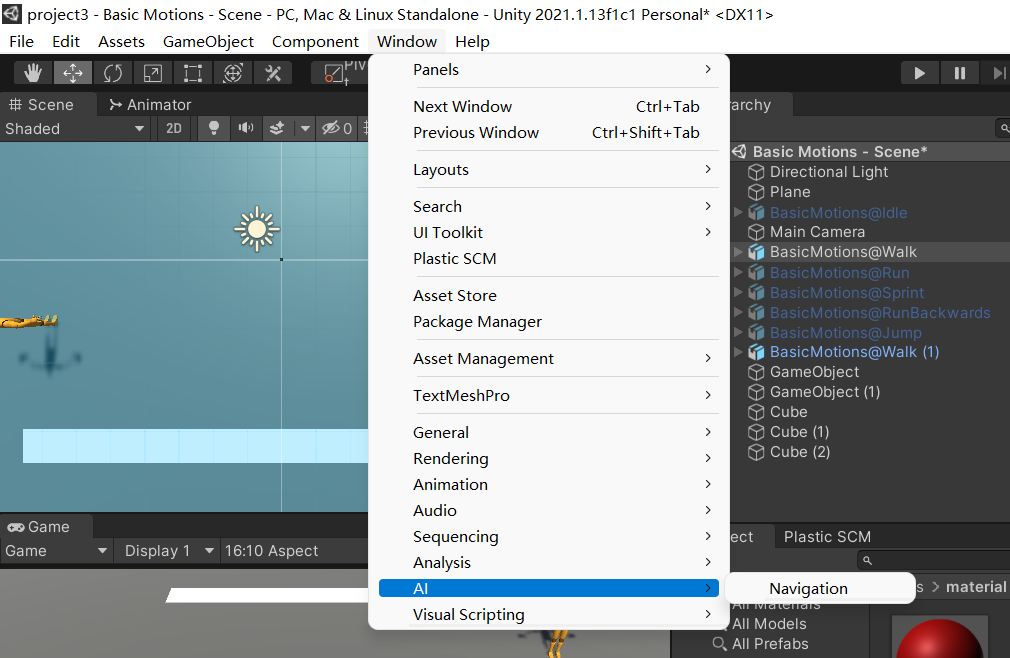 project3 - Basic Motions - Scene - PC, Mac & Linux Standalone - Unity 2021.1.13f1c1 Personal* <DX11>
File Edit Assets GameObject Component Window Help
Scene Animator
Shaded 2D 0
Panels
Next Window Ctrl+Tab
Previous Window Ctrl+Shift+Tab
Layouts
Search
UI Toolkit
Plastic SCM
Asset Store
Package Manager
Asset Management
TextMeshPro
General
Rendering
Animation
Audio
Sequencing
Analysis
AI
Visual Scripting
Navigation
Basic Motions - Scene*
Directional Light
Plane
BasicMotions@Idle
Main Camera
BasicMotions@Walk
BasicMotions@Run
BasicMotions@Sprint
BasicMotions@RunBackwards
BasicMotions@Jump
BasicMotions@Walk (1)
GameObject
GameObject (1)
Cube
Cube (1)
Cube (2)
Game
Game Display 1 16:10 Aspect
Plastic SCM
s > material
All Materials
All Models
All Prefabs